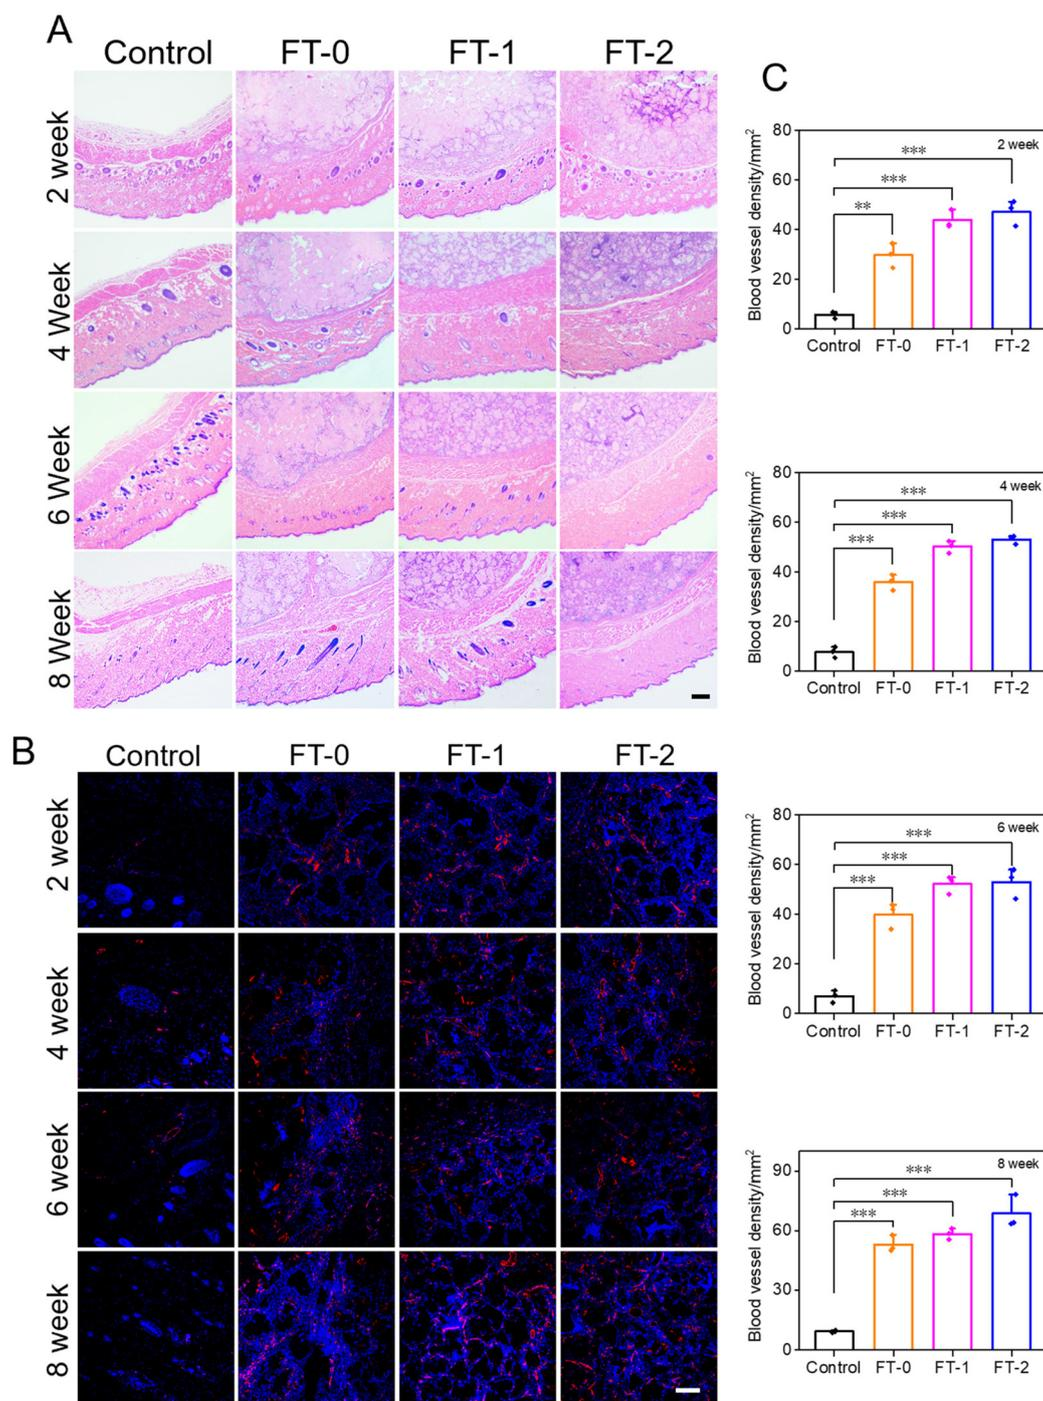 A
Control FT-0 FT-1 FT-2
2 week
4 Week
6 Week
8 Week
B
Control FT-0 FT-1 FT-2
2 week
4 week
6 week
8 week
C
Blood vessel density/mm²
80
60
40
20
0
2 week
***
***
**
Control FT-0 FT-1 FT-2
Blood vessel density/mm²
80
60
40
20
0
4 week
***
***
***
Control FT-0 FT-1 FT-2
Blood vessel density/mm²
80
60
40
20
0
6 week
***
***
***
Control FT-0 FT-1 FT-2
Blood vessel density/mm²
90
60
30
0
8 week
***
***
***
Control FT-0 FT-1 FT-2